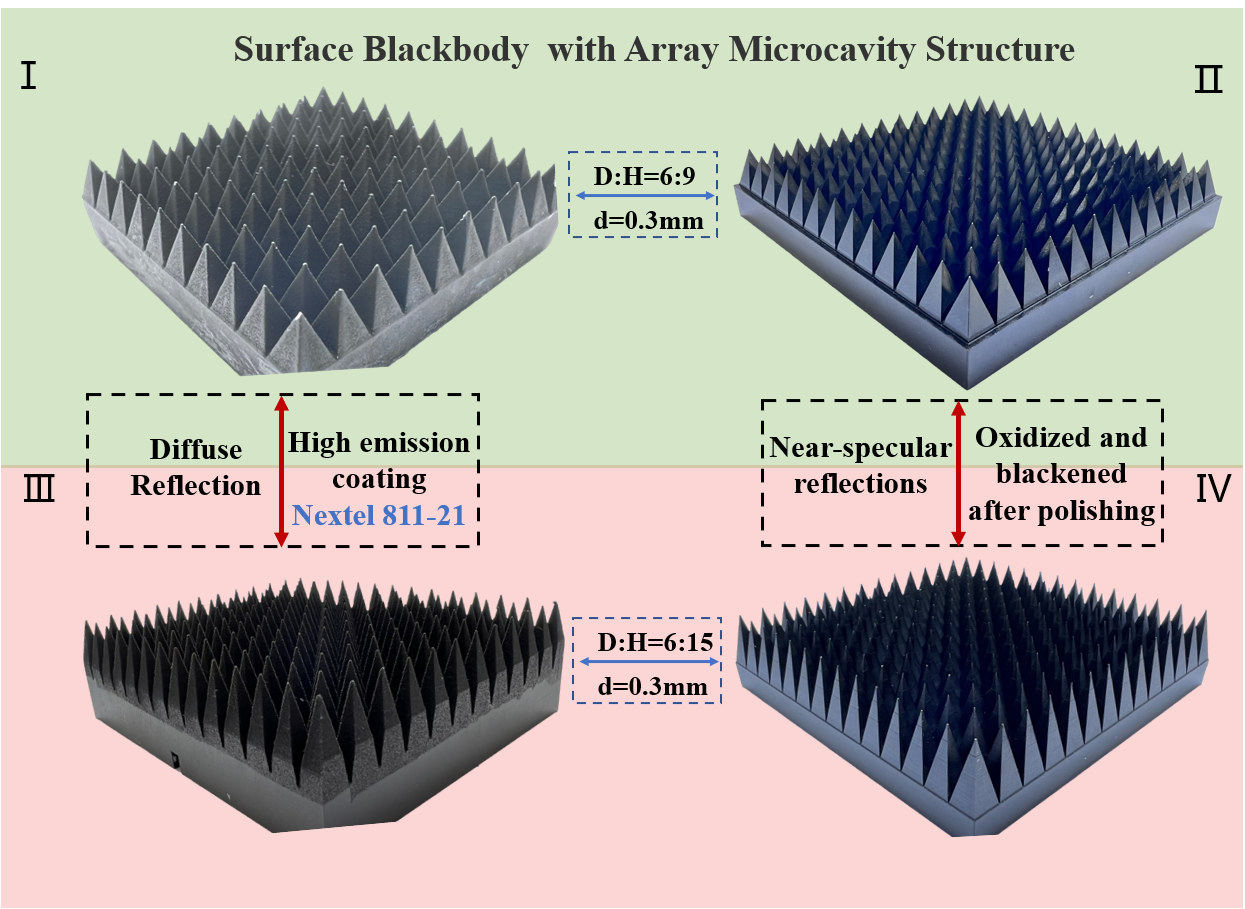 Surface Blackbody with Array Microcavity Structure
I
II
D:H=6:9
d=0.3mm
Diffuse
Reflection
High emission
coating
Nextel 811-21
Near-specular
reflections
Oxidized and
blackened
after polishing
III
IV
D:H=6:15
d=0.3mm